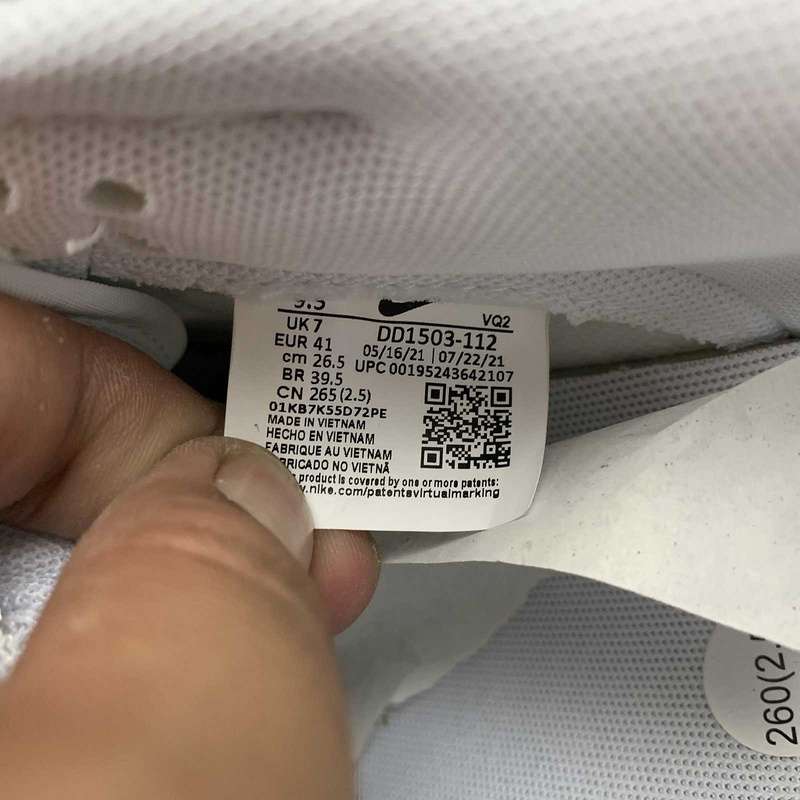 9.5
UK 7
EUR 41
cm 26.5
BR 39.5
CN 265 (2.5)
VQ2
DD1503-112
05/16/21 | 07/22/21
UPC 00195243642107
01KB7K55D72PE
MADE IN VIETNAM
HECHO EN VIETNAM
FABRIQUE AU VIETNAM
NO VIETNÃ
product is covered by one or more patents:
.nike.com/patentsvirtualmarking
260(2.